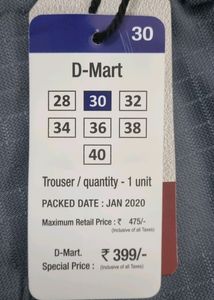 30
D-Mart
28 30 32
34 36 38
40
Trouser / quantity - 1 unit
PACKED DATE : JAN 2020
Maximum Retail Price : ₹ 475/-
(Inclusive of all Taxes)
D-Mart.
Special Price : ₹ 399/-
(Inclusive of all Taxes)